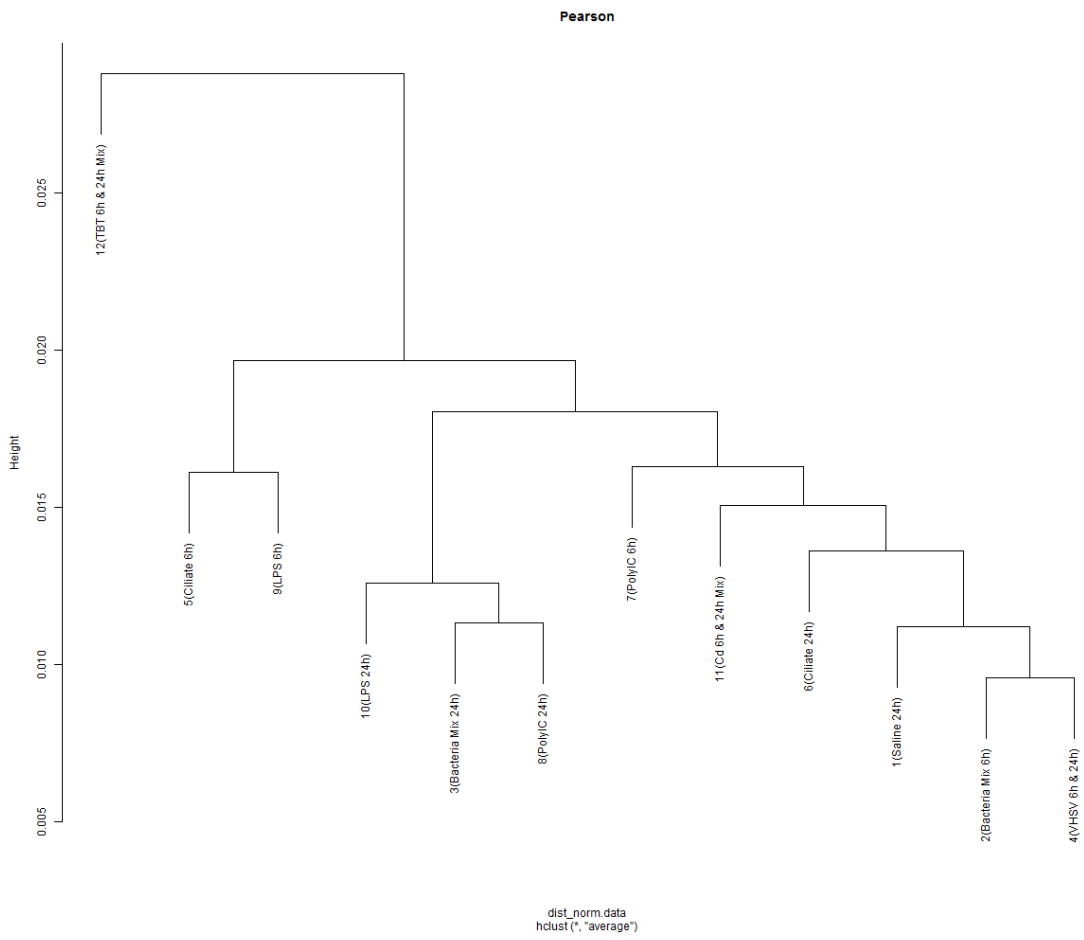 Pearson
Height
0.025
0.020
0.015
0.010
0.005
12(TBT 6h & 24h Mix)
5(Ciliate 6h)
9(LPS 6h)
10(LPS 24h)
3(Bacteria Mix 24h)
8(PolyIC 24h)
7(PolyIC 6h)
11(Cd 6h & 24h Mix)
6(Ciliate 24h)
1(Saline 24h)
2(Bacteria Mix 6h)
4(VHSV 6h & 24h)
dist_norm.data
hclust (*, "average")